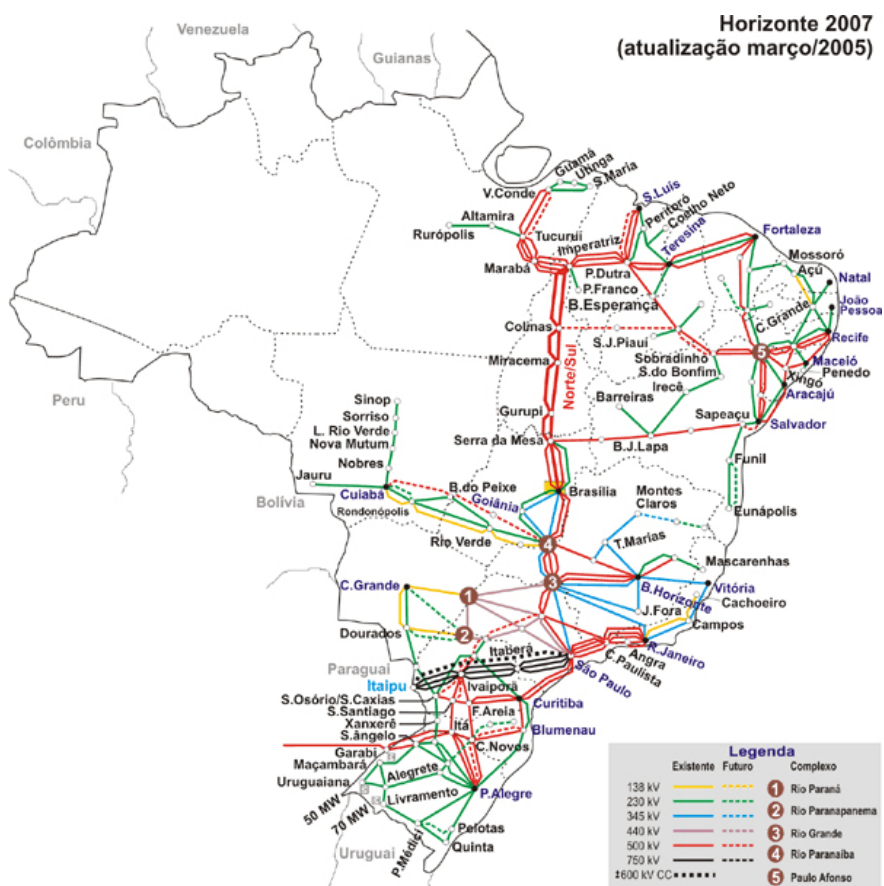 Horizonte 2007
(atualização março/2005)
Venezuela
Guianas
Colômbia
Peru
Bolívia
Paraguai
Uruguai
Guamá
Utinga
S.Maria
V.Conde
S.Luis
Peritoró
Coelho Neto
Altamira
Rurópolis
Tucuruí
Imperatriz
Teresina
Fortaleza
Marabá
P.Dutra
P.Franco
B.Esperança
Mossoró
Açú
Natal
João
Pessoa
C.Grande
Recife
Colinas
S.J.Piauí
Sobradinho
S.do Bonfim
Irecê
Maceió
Penedo
Xingó
Aracajú
Miracema
Norte/Sul
Barreiras
Sapeaçu
Salvador
Gurupi
Serra da Mesa
B.J.Lapa
Funil
Eunápolis
Sinop
Sorriso
L. Rio Verde
Nova Mutum
Nobres
Jauru
Cuiabá
Rondonópolis
B.do Peixe
Goiânia
Brasília
Rio Verde
Montes
Claros
T.Marias
Mascarenhas
B.Horizonte
Vitória
Cachoeiro
J.Fora
Campos
C.Grande
Dourados
1
2
3
4
5
R.Janeiro
Angra
C.Paulista
São Paulo
Itaberá
Itaipu
Ivaiporã
S.Osório/S.Caxias
S.Santiago
Xanxerê
S.ângelo
Garabi
Maçambará
Uruguaiana
50 MW
70 MW
Itá
F.Areia
Curitiba
Blumenau
C.Novos
Alegrete
Livramento
P.Alegre
P.Médici
Pelotas
Quinta
Legenda
Existente Futuro Complexo
138 kV 1 Rio Paraná
230 kV 2 Rio Paranapanema
345 kV
440 kV 3 Rio Grande
500 kV 4 Rio Paranaíba
750 kV
±600 kV CC 5 Paulo Afonso